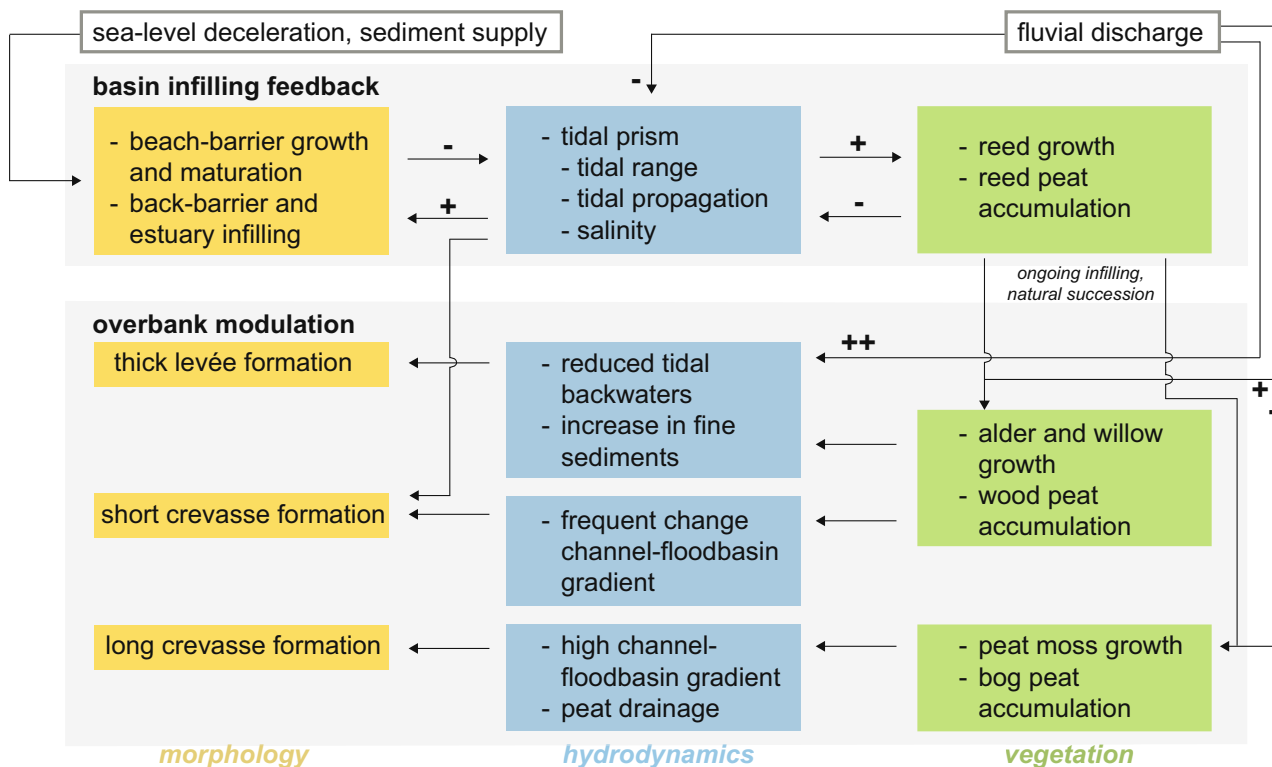 sea-level deceleration, sediment supply
fluvial discharge
basin infilling feedback
-
- beach-barrier growth
and maturation
- back-barrier and
estuary infilling
-
+
- tidal prism
- tidal range
- tidal propagation
- salinity
+
-
- reed growth
- reed peat
accumulation
ongoing infilling,
natural succession
overbank modulation
thick levée formation
++
- reduced tidal
backwaters
- increase in fine
sediments
+
-
- alder and willow
growth
- wood peat
accumulation
short crevasse formation
- frequent change
channel-floodbasin
gradient
long crevasse formation
- high channel-
floodbasin gradient
- peat drainage
- peat moss growth
- bog peat
accumulation
morphology
hydrodynamics
vegetation